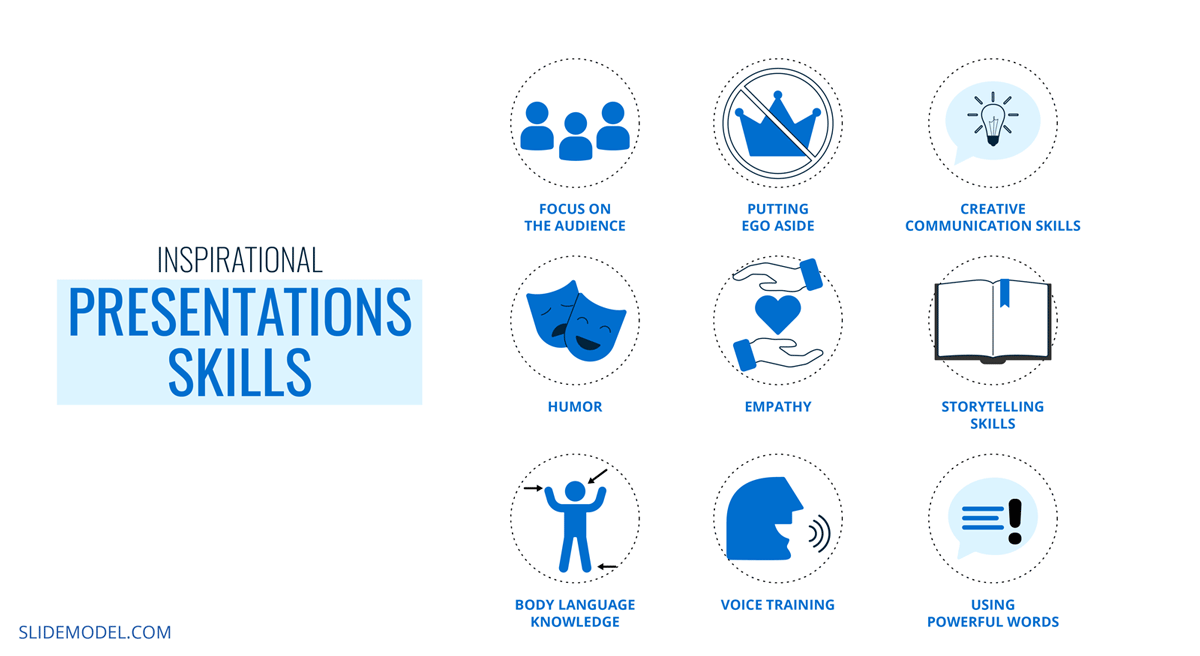 INSPIRATIONAL
PRESENTATIONS
SKILLS
FOCUS ON
THE AUDIENCE
PUTTING
EGO ASIDE
CREATIVE
COMMUNICATION SKILLS
HUMOR
EMPATHY
STORYTELLING
SKILLS
BODY LANGUAGE
KNOWLEDGE
VOICE TRAINING
USING
POWERFUL WORDS
SLIDEMODEL.COM